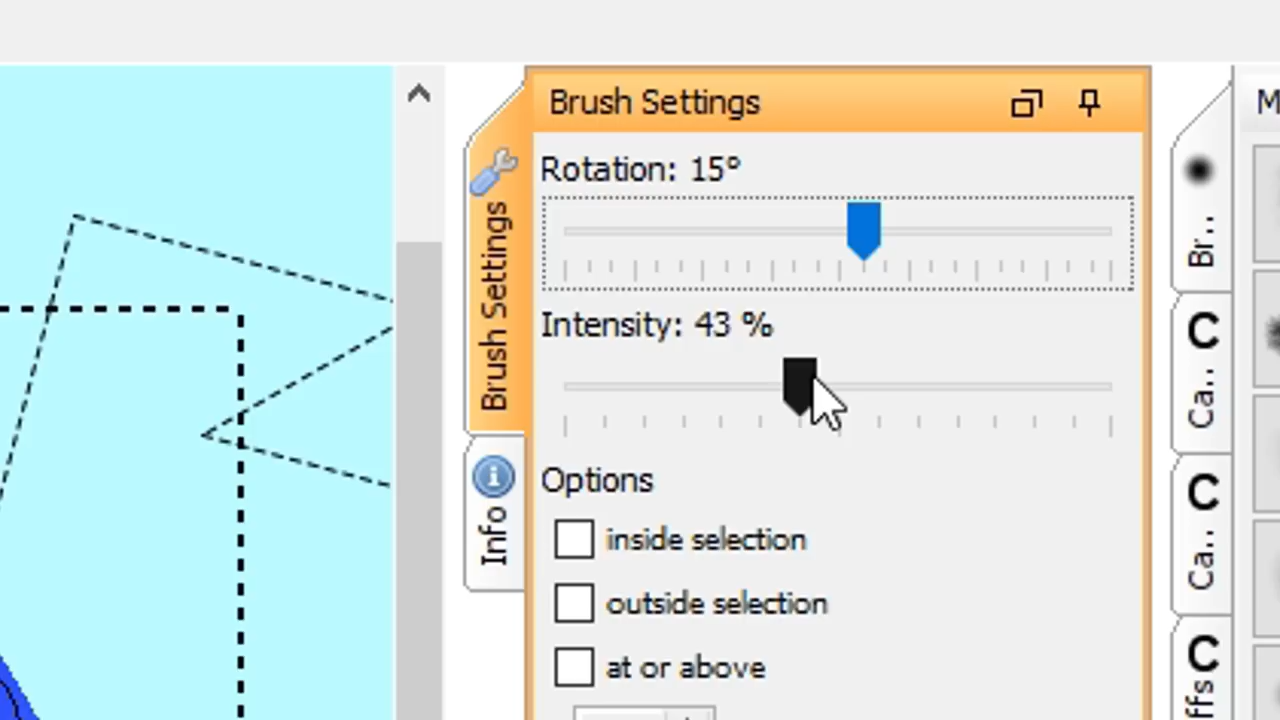 Brush Settings
Rotation: 15°
Intensity: 43 %
Options
inside selection
outside selection
at or above
Brush Settings
Info
Br..
Ca..
Ca..
ffs
M